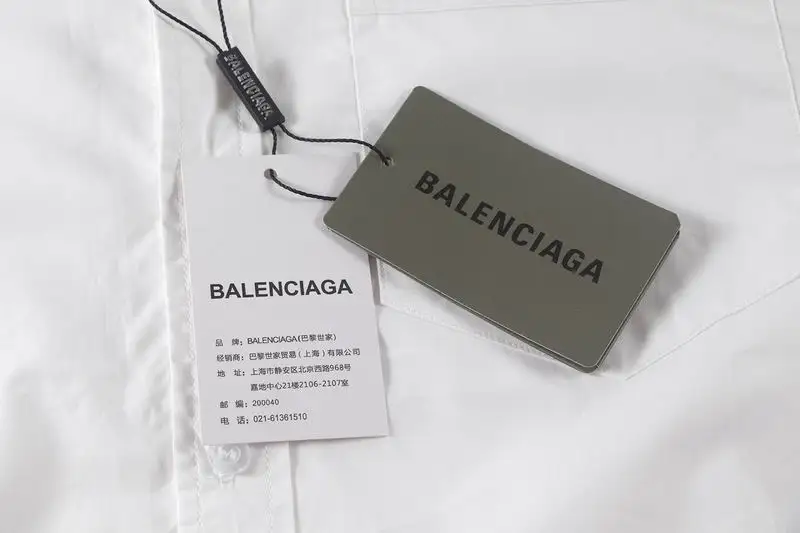 BALENCIAGA
BALENCIAGA
BALENCIAGA
品 牌：BALENCIAGA(巴黎世家)
经销商：巴黎世家贸易（上海）有限公司
地 址：上海市静安区北京西路968号
嘉地中心21楼2106-2107室
邮 编：200040
电 话：021-61361510